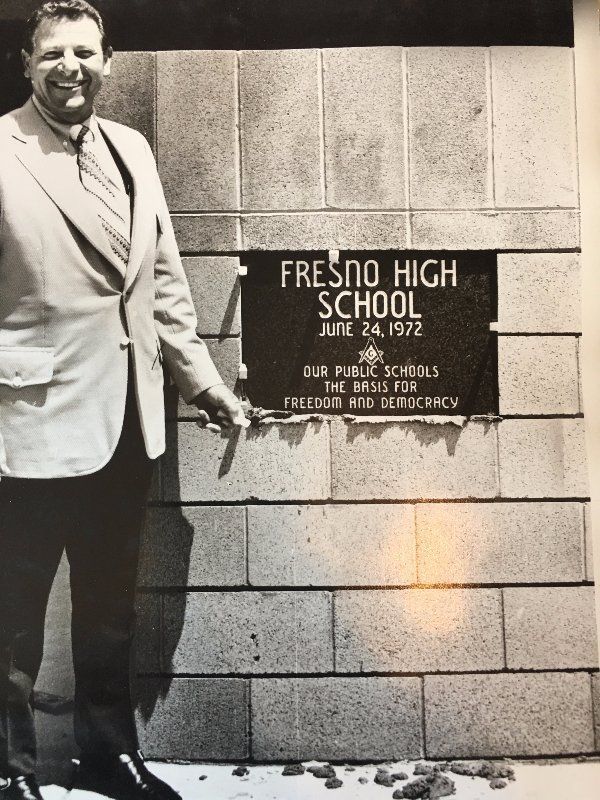 FRESNO HIGH
SCHOOL
JUNE 24, 1972
G
OUR PUBLIC SCHOOLS
THE BASIS FOR
FREEDOM AND DEMOCRACY